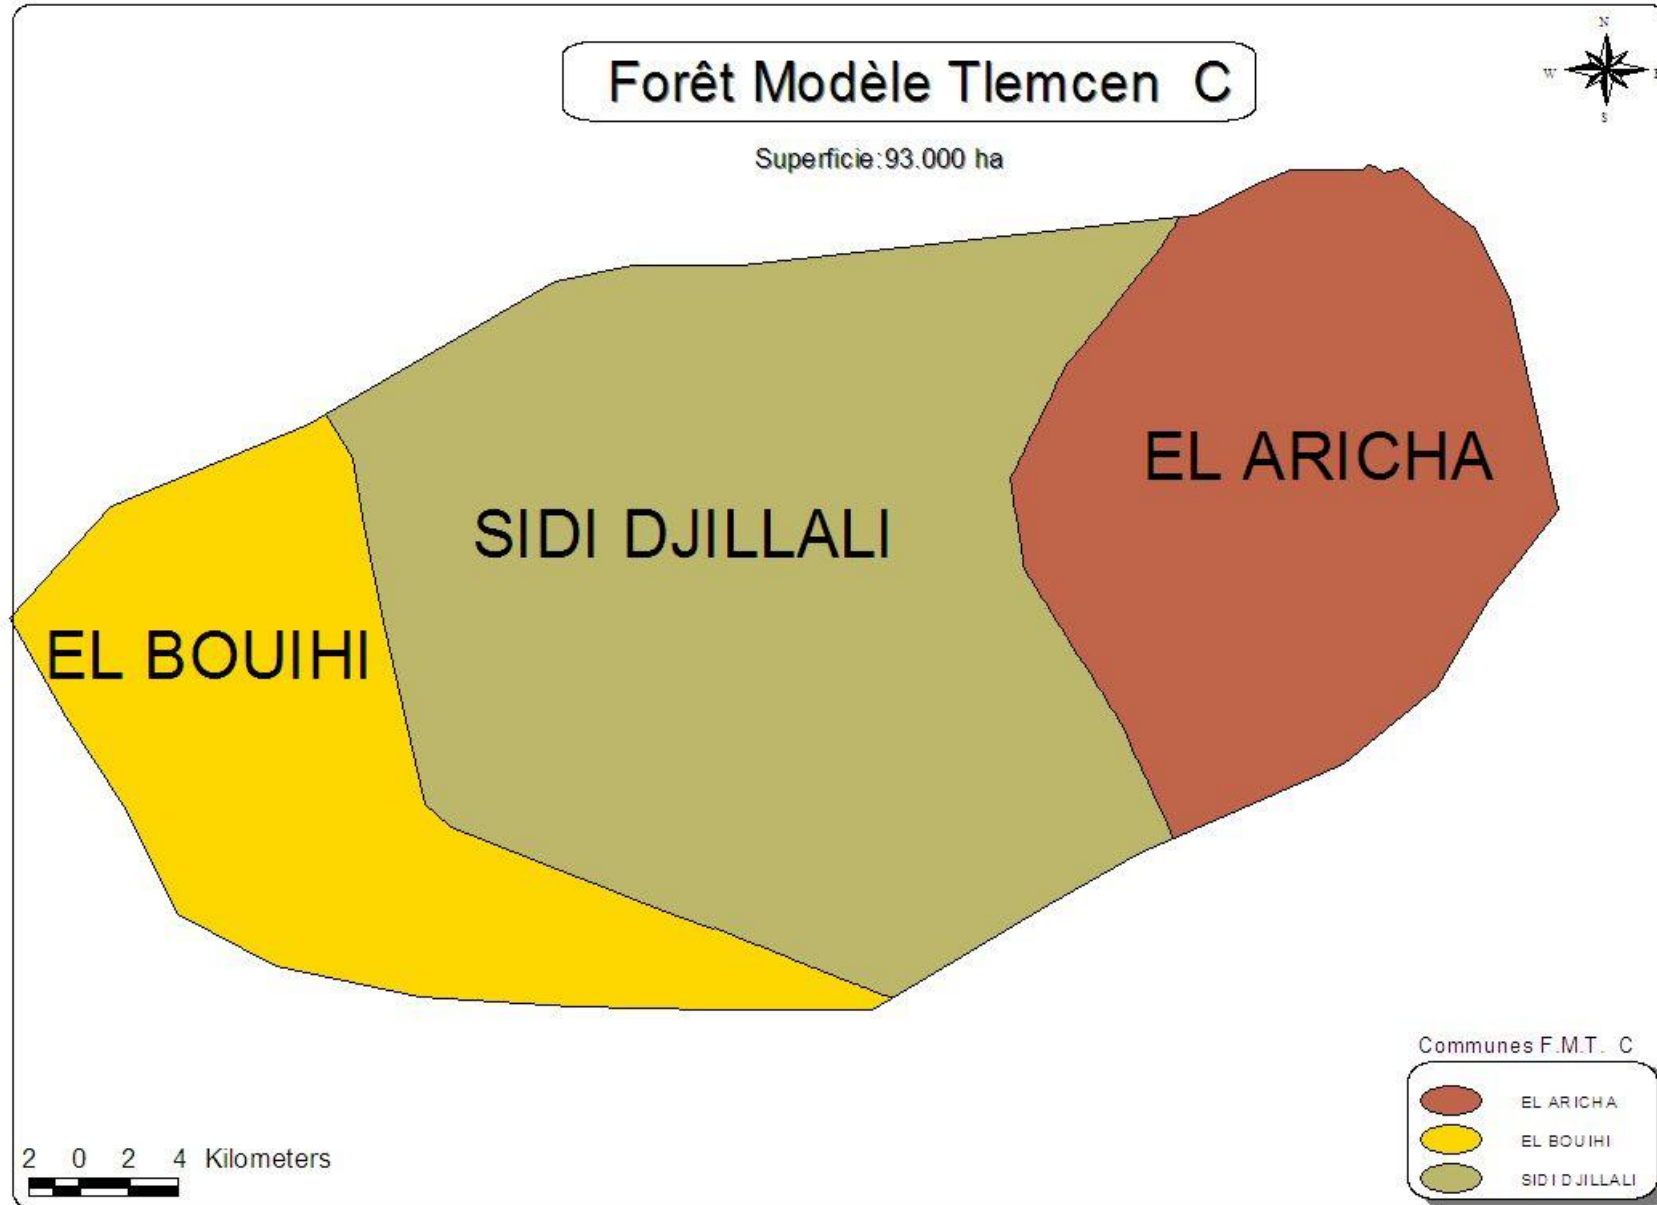 N
W
S
Forêt Modèle Tlemcen C
Superficie:93.000 ha
EL ARICHA
SIDI DJILLALI
EL BOUIHI
Communes F.M.T. C
EL ARICHA
EL BOUIHI
SIDI DJILLALI
2 0 2 4 Kilometers